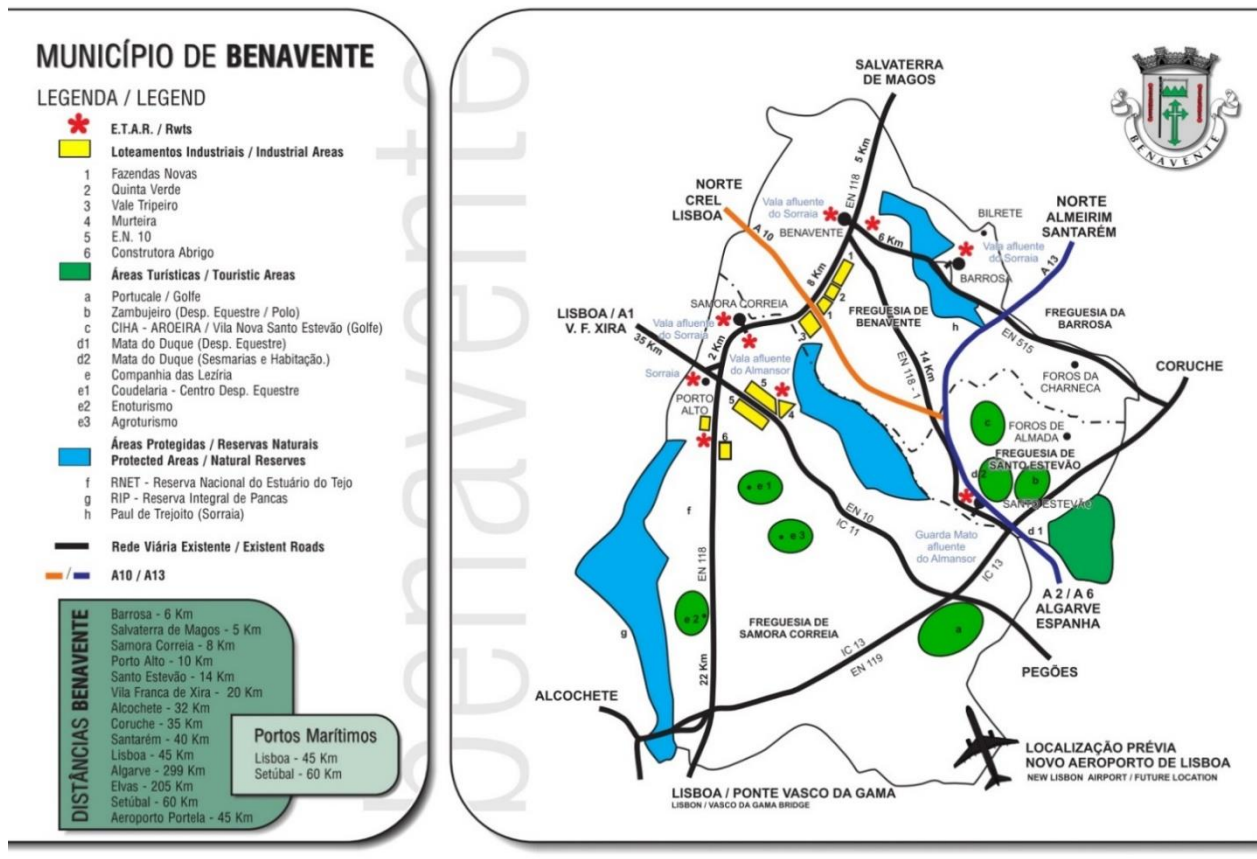 MUNICÍPIO DE BENAVENTE
LEGENDA / LEGEND
E.T.A.R. / Rwts
Loteamentos Industriais / Industrial Areas
1 Fazendas Novas
2 Quinta Verde
3 Vale Tripeiro
4 Murteira
5 E.N. 10
6 Construtora Abrigo
Áreas Turísticas / Touristic Areas
a Portucale / Golfe
b Zambujeiro (Desp. Equestre / Polo)
c CIHA - AROEIRA / Vila Nova Santo Estevão (Golfe)
d1 Mata do Duque (Desp. Equestre)
d2 Mata do Duque (Sesmarias e Habitação.)
e Companhia das Lezíria
e1 Coudelaria - Centro Desp. Equestre
e2 Enoturismo
e3 Agroturismo
Áreas Protegidas / Reservas Naturais
Protected Areas / Natural Reserves
f RNET - Reserva Nacional do Estuário do Tejo
g RIP - Reserva Integral de Pancas
h Paul de Trejoito (Sorraia)
Rede Viária Existente / Existent Roads
/ A10 / A13
DISTÂNCIAS BENAVENTE
Barrosa - 6 Km
Salvaterra de Magos - 5 Km
Samora Correia - 8 Km
Porto Alto - 10 Km
Santo Estevão - 14 Km
Vila Franca de Xira - 20 Km
Alcochete - 32 Km
Coruche - 35 Km
Santarém - 40 Km
Lisboa - 45 Km
Algarve - 299 Km
Elvas - 205 Km
Setúbal - 60 Km
Aeroporto Portela - 45 Km
Portos Marítimos
Lisboa - 45 Km
Setúbal - 60 Km
benavente
SALVATERRA
DE MAGOS
BENAVENTE
5 Km
EN 118
NORTE
CREL
LISBOA
A 10
Vala afluente
do Sorraia
BENAVENTE
6 Km
BILRETE
Vala afluente
do Sorraia
BARROSA
NORTE
ALMEIRIM
SANTARÉM
A 13
8 Km
1
2
1
3
SAMORA CORREIA
LISBOA / A1
V. F. XIRA
35 Km
Vala afluente
do Sorraia
2 Km
Vala afluente
do Almansor
FREGUESIA DE
BENAVENTE
h
FREGUESIA DA
BARROSA
EN 515
14 Km
EN 118 - 1
CORUCHE
Sorraia
PORTO
ALTO
5
5
4
6
FOROS DA
CHARNECA
c
FOROS DE
ALMADA
FREGUESIA DE
SANTO ESTEVÃO
d 2
b
SANTO ESTEVÃO
d 1
e 1
f
EN 10
IC 11
e 3
Guarda Mato
afluente
do Almansor
IC 13
EN 118
A 2 / A 6
ALGARVE
ESPANHA
e 2
g
FREGUESIA DE
SAMORA CORREIA
a
IC 13
EN 119
PEGÕES
22 Km
ALCOCHETE
LISBOA / PONTE VASCO DA GAMA
LISBON / VASCO DA GAMA BRIDGE
LOCALIZAÇÃO PRÉVIA
NOVO AEROPORTO DE LISBOA
NEW LISBON AIRPORT / FUTURE LOCATION